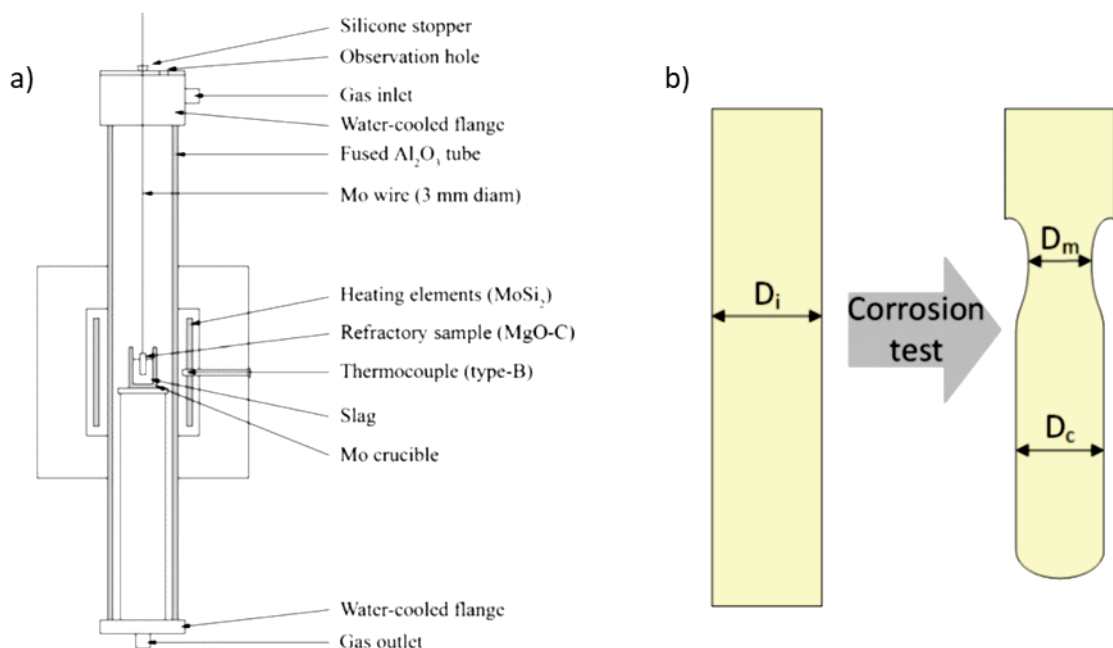 a)
Silicone stopper
Observation hole
Gas inlet
Water-cooled flange
Fused Al₂O₃ tube
Mo wire (3 mm diam)
Heating elements (MoSi₂)
Refractory sample (MgO-C)
Thermocouple (type-B)
Slag
Mo crucible
Water-cooled flange
Gas outlet
b)
Dᵢ
Corrosion
test
Dₘ
D_c